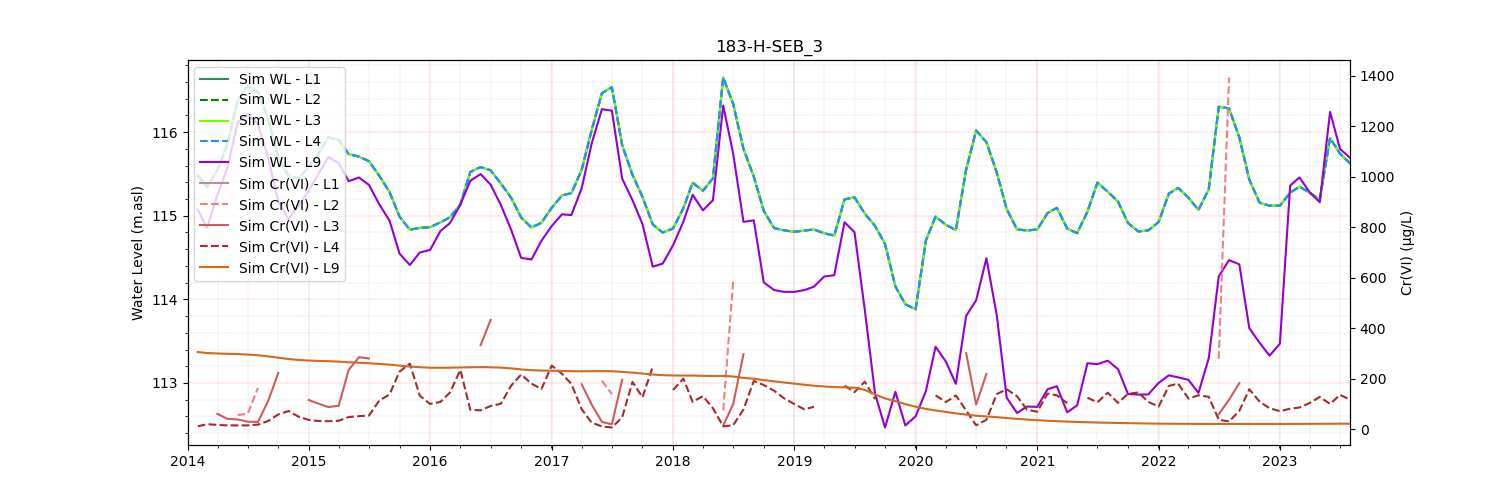 183-H-SEB_3
Sim WL - L1
Sim WL - L2
Sim WL - L3
Sim WL - L4
Sim WL - L9
Sim Cr(VI) - L1
Sim Cr(VI) - L2
Sim Cr(VI) - L3
Sim Cr(VI) - L4
Sim Cr(VI) - L9
Water Level (m.asl)
116
115
114
113
1400
1200
1000
800
600
400
200
0
Cr(VI) (μg/L)
2014 2015 2016 2017 2018 2019 2020 2021 2022 2023